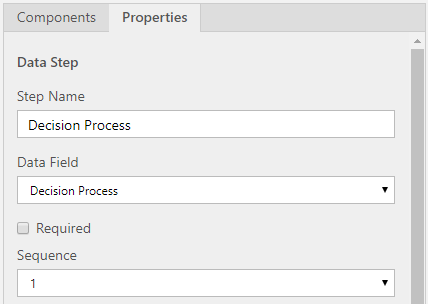 Components Properties
Data Step
Step Name
Decision Process
Data Field
Decision Process
Required
Sequence
1